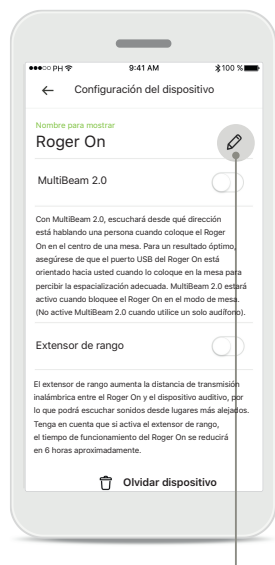 PH
9:41 AM
100 %
Configuración del dispositivo
Nombre para mostrar
Roger On
MultiBeam 2.0
Con MultiBeam 2.0, escuchará desde qué dirección
está hablando una persona cuando coloque el Roger
On en el centro de una mesa. Para un resultado óptimo,
asegúrese de que el puerto USB del Roger On está
orientado hacia usted cuando lo coloque en la mesa para
percibir la espacialización adecuada. MultiBeam 2.0 estará
activo cuando bloquee el Roger On en el modo de mesa.
(No active MultiBeam 2.0 cuando utilice un solo audífono).
Extensor de rango
El extensor de rango aumenta la distancia de transmisión
inalámbrica entre el Roger On y el dispositivo auditivo, por
lo que podrá escuchar sonidos desde lugares más alejados.
Tenga en cuenta que si activa el extensor de rango,
el tiempo de funcionamiento del Roger On se reducirá
en 6 horas aproximadamente.
Olvidar dispositivo